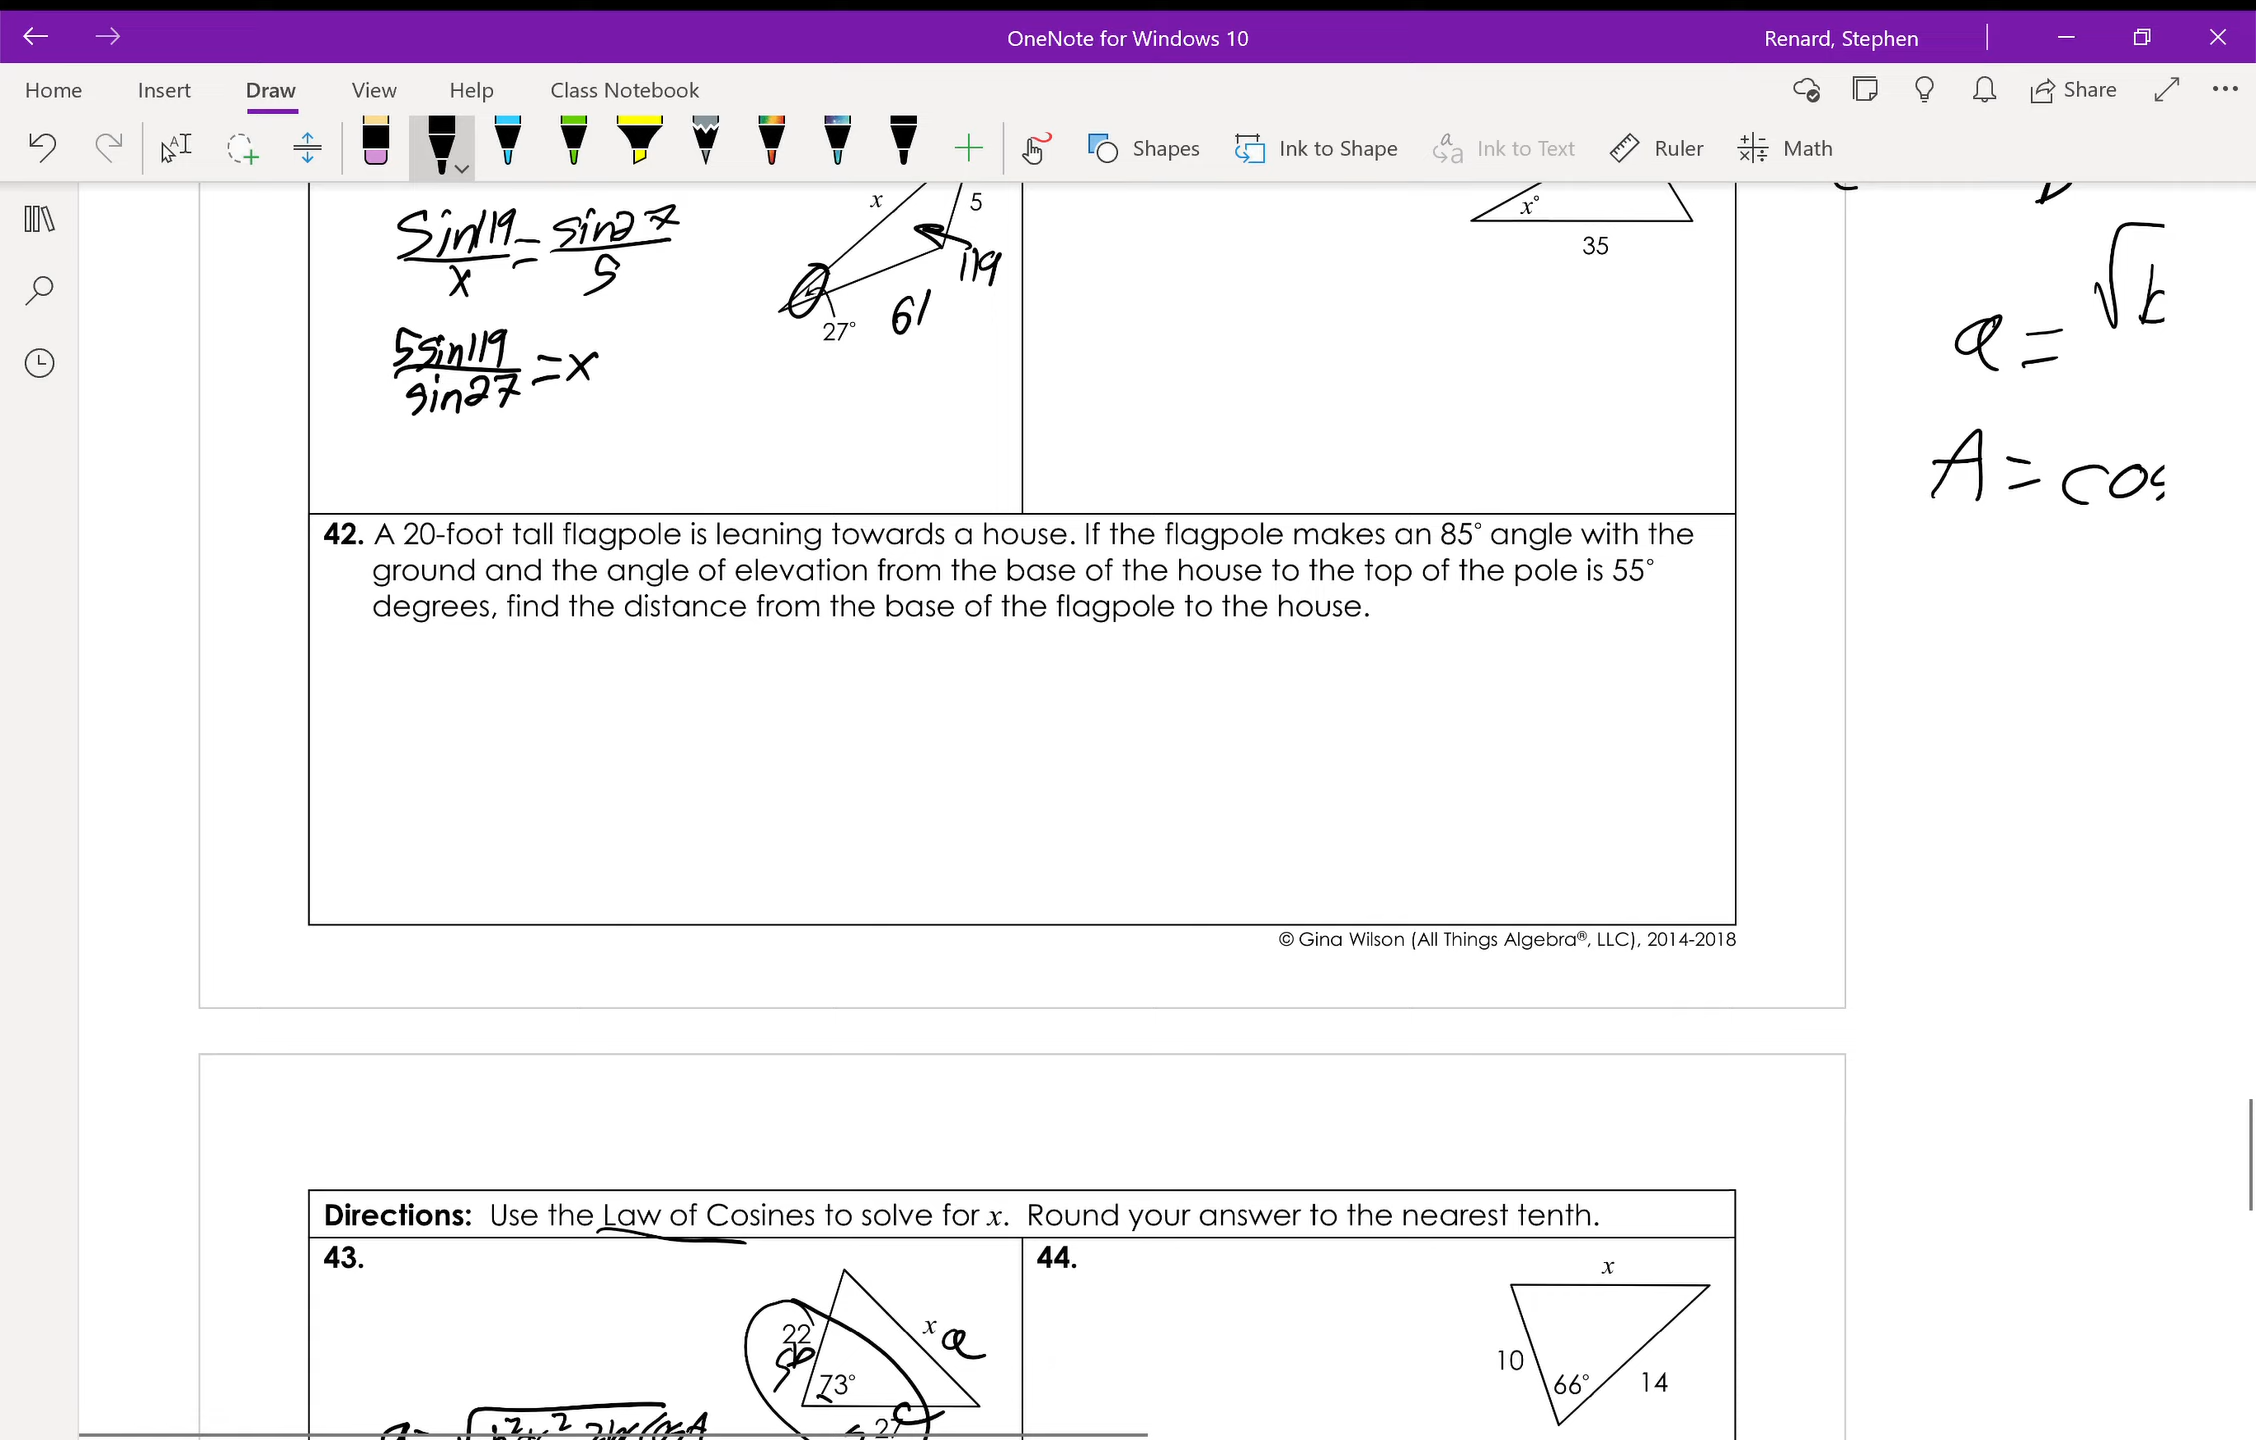 OneNote for Windows 10
Renard, Stephen
Home Insert Draw View Help Class Notebook Share
Shapes Ink to Shape Ink to Text Ruler Math
sin119/x = sin27/5
x
5
119
61
27°
5sin119/sin27 = x
x°
35
a = √b
A = cos
42. A 20-foot tall flagpole is leaning towards a house. If the flagpole makes an 85° angle with the
ground and the angle of elevation from the base of the house to the top of the pole is 55°
degrees, find the distance from the base of the flagpole to the house.
© Gina Wilson (All Things Algebra®, LLC), 2014-2018
Directions: Use the Law of Cosines to solve for x. Round your answer to the nearest tenth.
43.
22
x a
73°
27
c
44.
x
10
66°
14